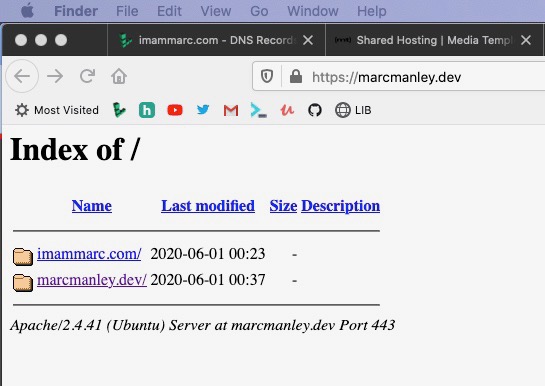 Finder File Edit View Go Window Help
imammarc.com - DNS Records Shared Hosting | Media Templ
https://marcmanley.dev
Most Visited LIB
Index of /
Name Last modified Size Description
imammarc.com/ 2020-06-01 00:23 -
marcmanley.dev/ 2020-06-01 00:37 -
Apache/2.4.41 (Ubuntu) Server at marcmanley.dev Port 443